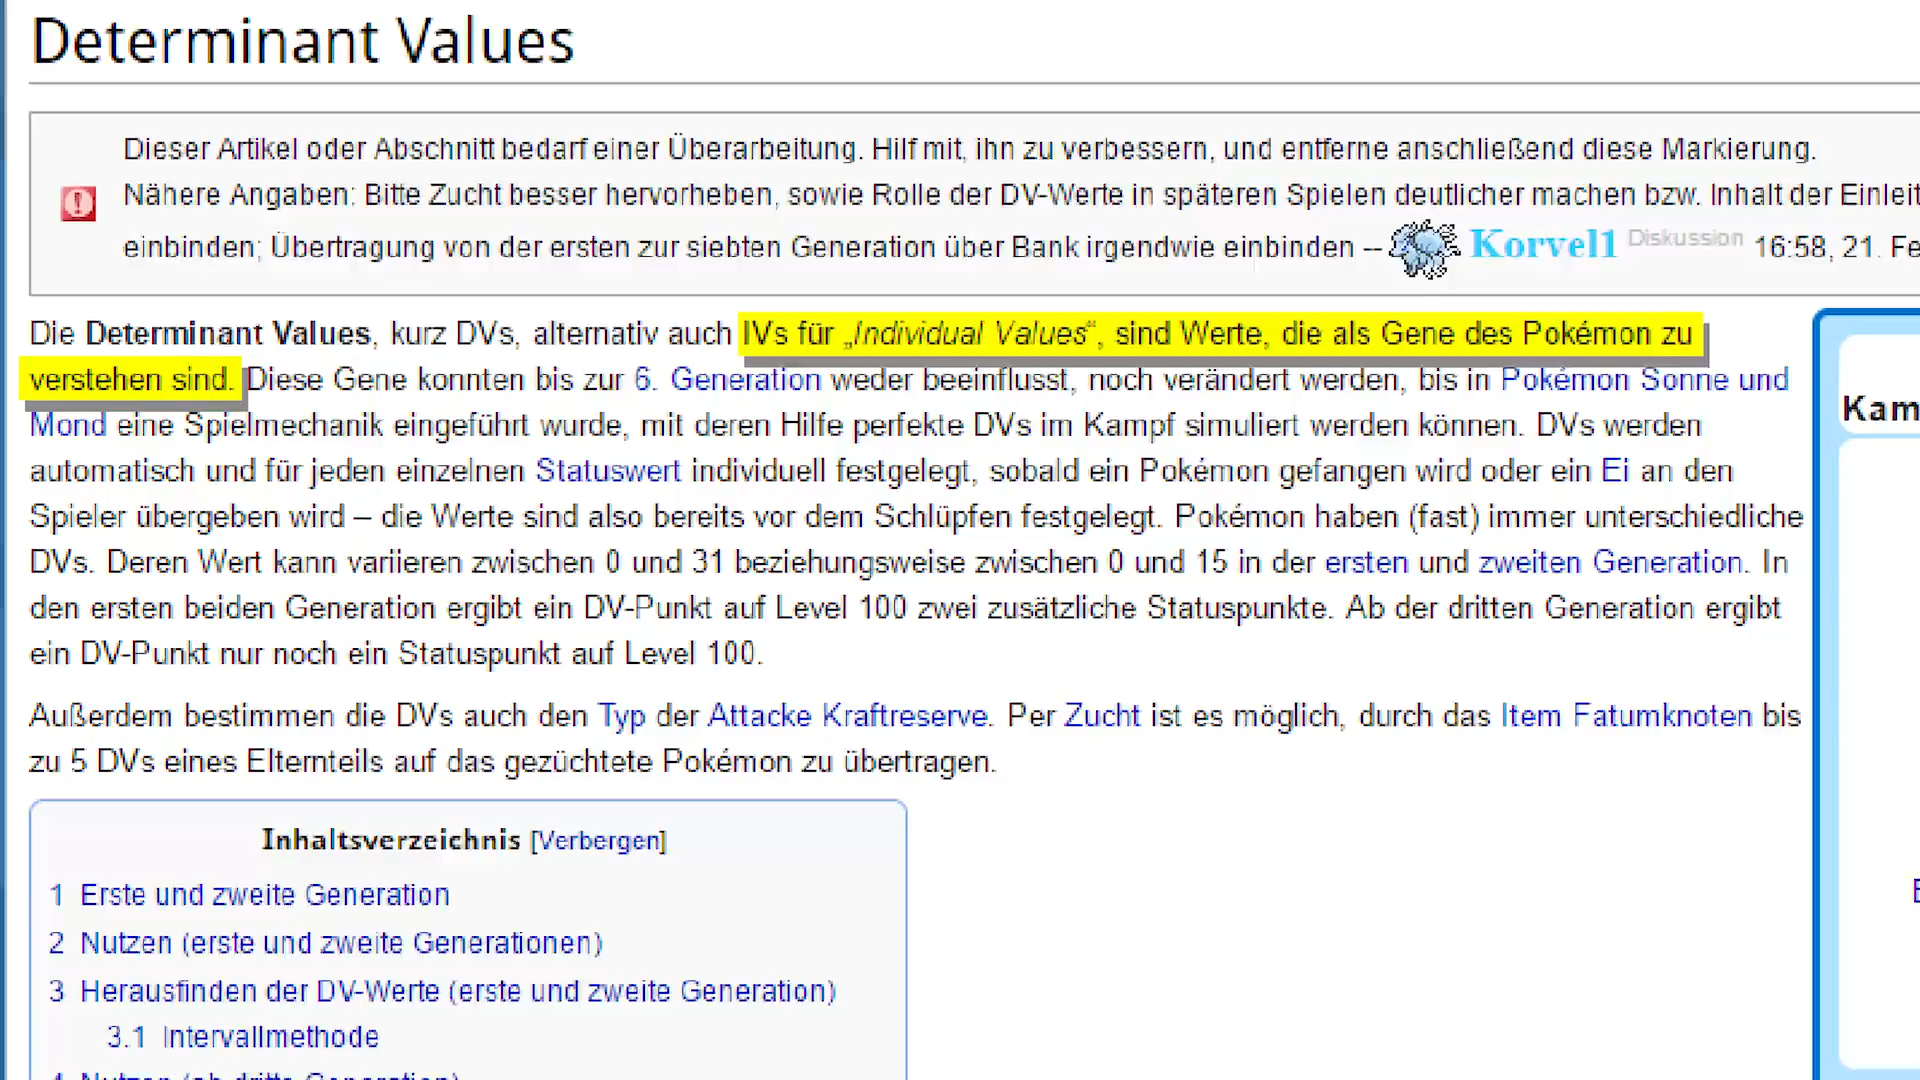 Determinant Values
Dieser Artikel oder Abschnitt bedarf einer Überarbeitung. Hilf mit, ihn zu verbessern, und entferne anschließend diese Markierung.
Nähere Angaben: Bitte Zucht besser hervorheben, sowie Rolle der DV-Werte in späteren Spielen deutlicher machen bzw. Inhalt der Einleit
einbinden; Übertragung von der ersten zur siebten Generation über Bank irgendwie einbinden -- Korvel1 Diskussion 16:58, 21. Fe
Die Determinant Values, kurz DVs, alternativ auch IVs für „Individual Values“, sind Werte, die als Gene des Pokémon zu
verstehen sind. Diese Gene konnten bis zur 6. Generation weder beeinflusst, noch verändert werden, bis in Pokémon Sonne und
Mond eine Spielmechanik eingeführt wurde, mit deren Hilfe perfekte DVs im Kampf simuliert werden können. DVs werden
automatisch und für jeden einzelnen Statuswert individuell festgelegt, sobald ein Pokémon gefangen wird oder ein Ei an den
Spieler übergeben wird – die Werte sind also bereits vor dem Schlüpfen festgelegt. Pokémon haben (fast) immer unterschiedliche
DVs. Deren Wert kann variieren zwischen 0 und 31 beziehungsweise zwischen 0 und 15 in der ersten und zweiten Generation. In
den ersten beiden Generation ergibt ein DV-Punkt auf Level 100 zwei zusätzliche Statuspunkte. Ab der dritten Generation ergibt
ein DV-Punkt nur noch ein Statuspunkt auf Level 100.
Außerdem bestimmen die DVs auch den Typ der Attacke Kraftreserve. Per Zucht ist es möglich, durch das Item Fatumknoten bis
zu 5 DVs eines Elternteils auf das gezüchtete Pokémon zu übertragen.
Kam
Inhaltsverzeichnis [Verbergen]
1 Erste und zweite Generation
2 Nutzen (erste und zweite Generationen)
3 Herausfinden der DV-Werte (erste und zweite Generation)
3.1 Intervallmethode
4 Nutzen (ab dritte Generation)